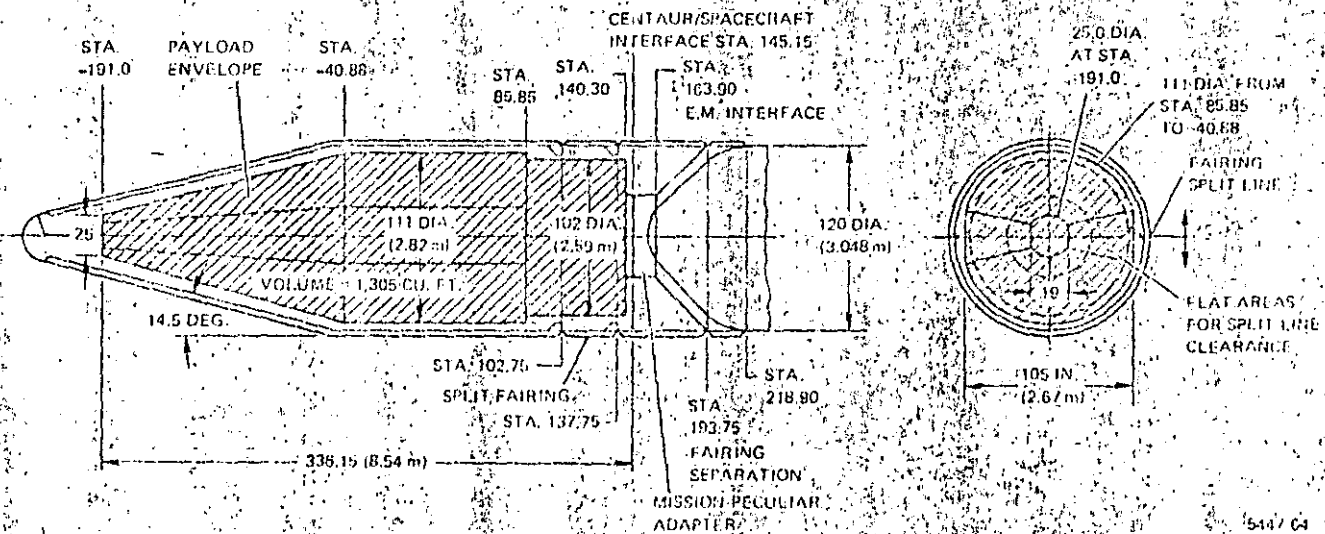 CENTAUR/SPACECRAFT
INTERFACE STA. 145.15
STA.
-191.0
PAYLOAD
ENVELOPE
STA.
-40.88
STA.
85.85
STA.
140.30
STA.
163.90
E.M. INTERFACE
25.0 DIA.
AT STA.
191.0
111 DIA. FROM
STA. 85.85
TO -40.88
FAIRING
SPLIT LINE
25
111 DIA.
(2.82 m)
102 DIA.
(2.59 m)
120 DIA.
(3.048 m)
VOLUME = 1,305 CU. FT.
14.5 DEG.
19
FLAT AREAS
FOR SPLIT LINE
CLEARANCE
STA. 102.75
SPLIT FAIRING
STA. 137.75
STA.
218.90
STA.
193.75
FAIRING
SEPARATION
105 IN.
(2.67 m)
336.15 (8.54 m)
MISSION-PECULIAR
ADAPTER